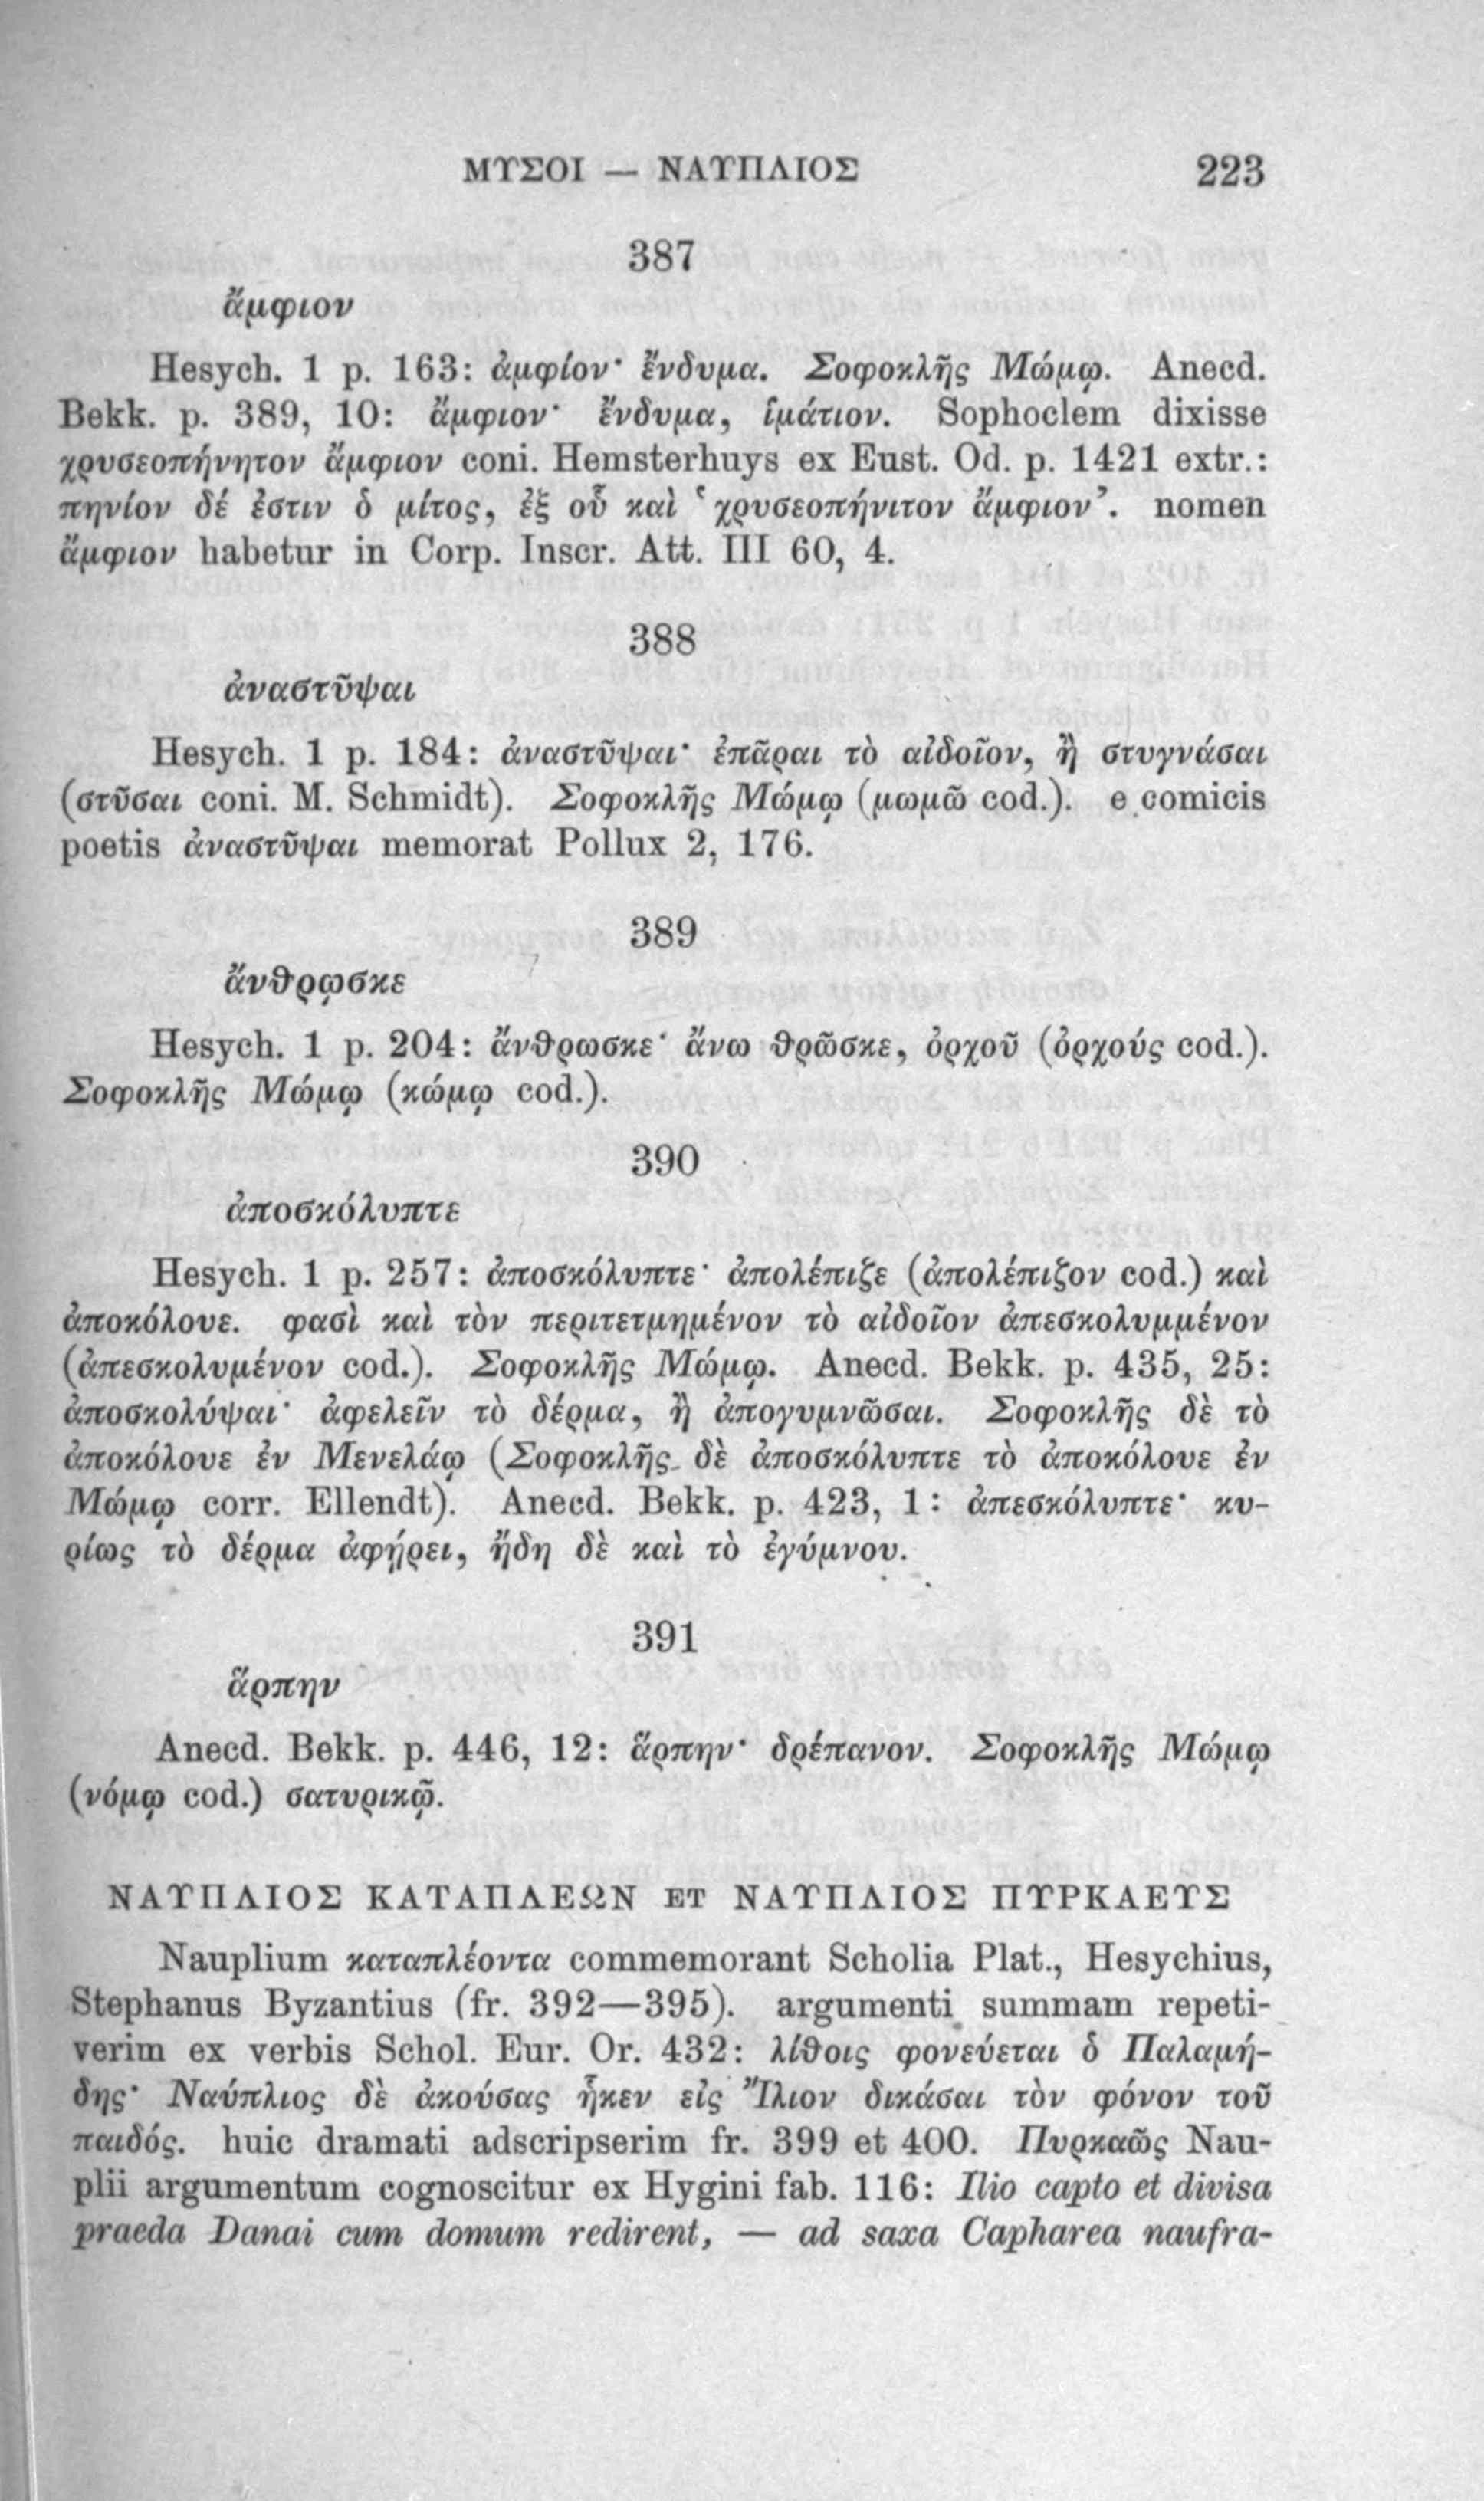 ΜΥΣΟΙ — ΝΑΥΠΛΙΟΣ 223
387
ἄμφιον
Hesych. 1 p. 163: ἀμφίον· ἔνδυμα. Σοφοκλῆς Μώμῳ. Anecd.
Bekk. p. 389, 10: ἄμφιον· ἔνδυμα, ἱμάτιον. Sophoclem dixisse
χρυσεοπήνητον ἄμφιον coni. Hemsterhuys ex Eust. Od. p. 1421 extr.:
πηνίον δέ ἐστιν ὁ μίτος, ἐξ οὗ καὶ ‘χρυσεοπήνιτον ἄμφιον’. nomen
ἄμφιον habetur in Corp. Inscr. Att. III 60, 4.
388
ἀναστῦψαι
Hesych. 1 p. 184: ἀναστῦψαι· ἐπᾶραι τὸ αἰδοῖον, ἢ στυγνάσαι
(στῦσαι coni. M. Schmidt). Σοφοκλῆς Μώμῳ (μωμῶ cod.). e comicis
poetis ἀναστῦψαι memorat Pollux 2, 176.
389
ἄνθρῳσκε
Hesych. 1 p. 204: ἄνθρωσκε· ἄνω θρῶσκε, ὀρχοῦ (ὀρχούς cod.).
Σοφοκλῆς Μώμῳ (κώμῳ cod.).
390
ἀποσκόλυπτε
Hesych. 1 p. 257: ἀποσκόλυπτε· ἀπολέπιζε (ἀπολέπιζον cod.) καὶ
ἀποκόλουε. φασὶ καὶ τὸν περιτετμημένον τὸ αἰδοῖον ἀπεσκολυμμένον
(ἀπεσκολυμένον cod.). Σοφοκλῆς Μώμῳ. Anecd. Bekk. p. 435, 25:
ἀποσκολύψαι· ἀφελεῖν τὸ δέρμα, ἢ ἀπογυμνῶσαι. Σοφοκλῆς δὲ τὸ
ἀποκόλουε ἐν Μενελάῳ (Σοφοκλῆς δὲ ἀποσκόλυπτε τὸ ἀποκόλουε ἐν
Μώμῳ corr. Ellendt). Anecd. Bekk. p. 423, 1: ἀπεσκόλυπτε· κυ-
ρίως τὸ δέρμα ἀφῄρει, ἤδη δὲ καὶ τὸ ἐγύμνου.
391
ἅρπην
Anecd. Bekk. p. 446, 12: ἅρπην· δρέπανον. Σοφοκλῆς Μώμῳ
(νόμῳ cod.) σατυρικῷ.
ΝΑΥΠΛΙΟΣ ΚΑΤΑΠΛΕΩΝ ET ΝΑΥΠΛΙΟΣ ΠΥΡΚΑΕΥΣ
Nauplium καταπλέοντα commemorant Scholia Plat., Hesychius,
Stephanus Byzantius (fr. 392—395). argumenti summam repeti-
verim ex verbis Schol. Eur. Or. 432: λίθοις φονεύεται ὁ Παλαμή-
δης· Ναύπλιος δὲ ἀκούσας ἧκεν εἰς Ἴλιον δικάσαι τὸν φόνον τοῦ
παιδός. huic dramati adscripserim fr. 399 et 400. Πυρκαῶς Nau-
plii argumentum cognoscitur ex Hygini fab. 116: Ilio capto et divisa
praeda Danai cum domum redirent, — ad saxa Capharea naufra-